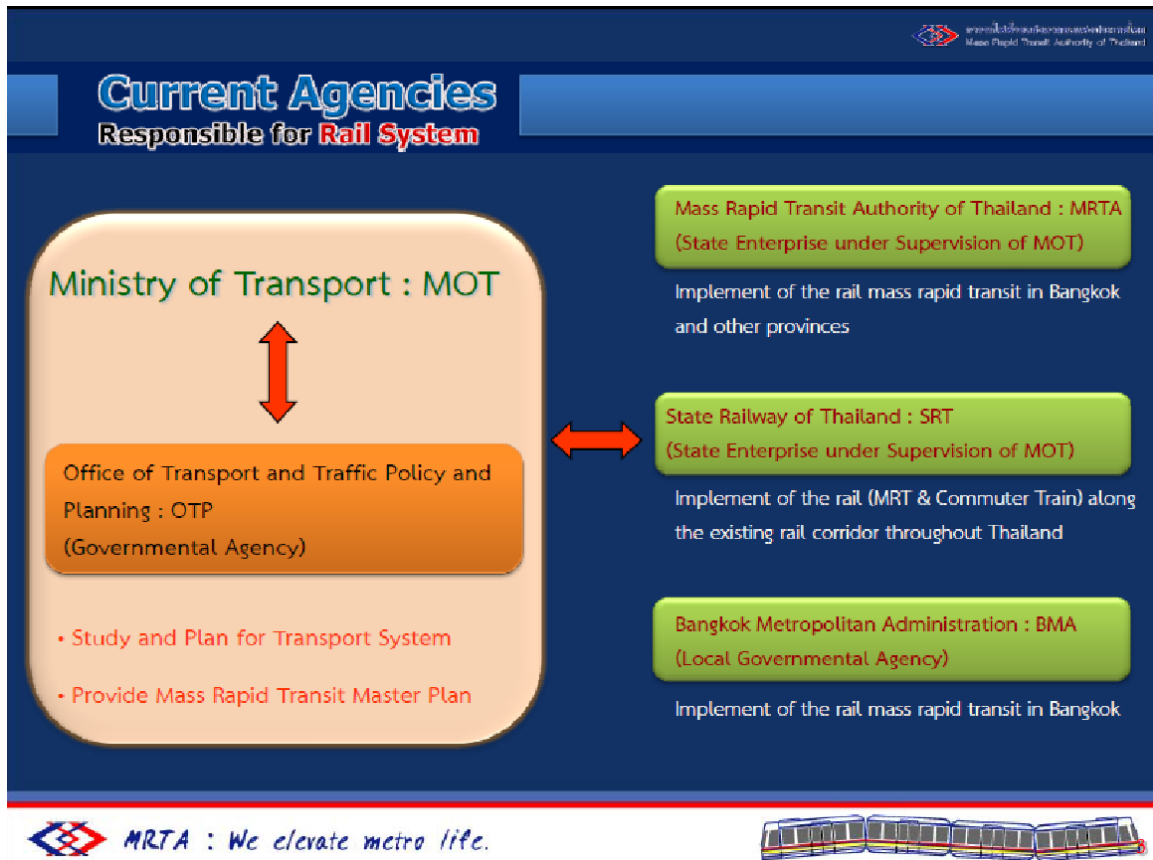 Mass Rapid Transit Authority of Thailand
Current Agencies
Responsible for Rail System
Ministry of Transport : MOT
Office of Transport and Traffic Policy and
Planning : OTP
(Governmental Agency)
• Study and Plan for Transport System
• Provide Mass Rapid Transit Master Plan
Mass Rapid Transit Authority of Thailand : MRTA
(State Enterprise under Supervision of MOT)
Implement of the rail mass rapid transit in Bangkok
and other provinces
State Railway of Thailand : SRT
(State Enterprise under Supervision of MOT)
Implement of the rail (MRT & Commuter Train) along
the existing rail corridor throughout Thailand
Bangkok Metropolitan Administration : BMA
(Local Governmental Agency)
Implement of the rail mass rapid transit in Bangkok
MRTA : We elevate metro life.
8